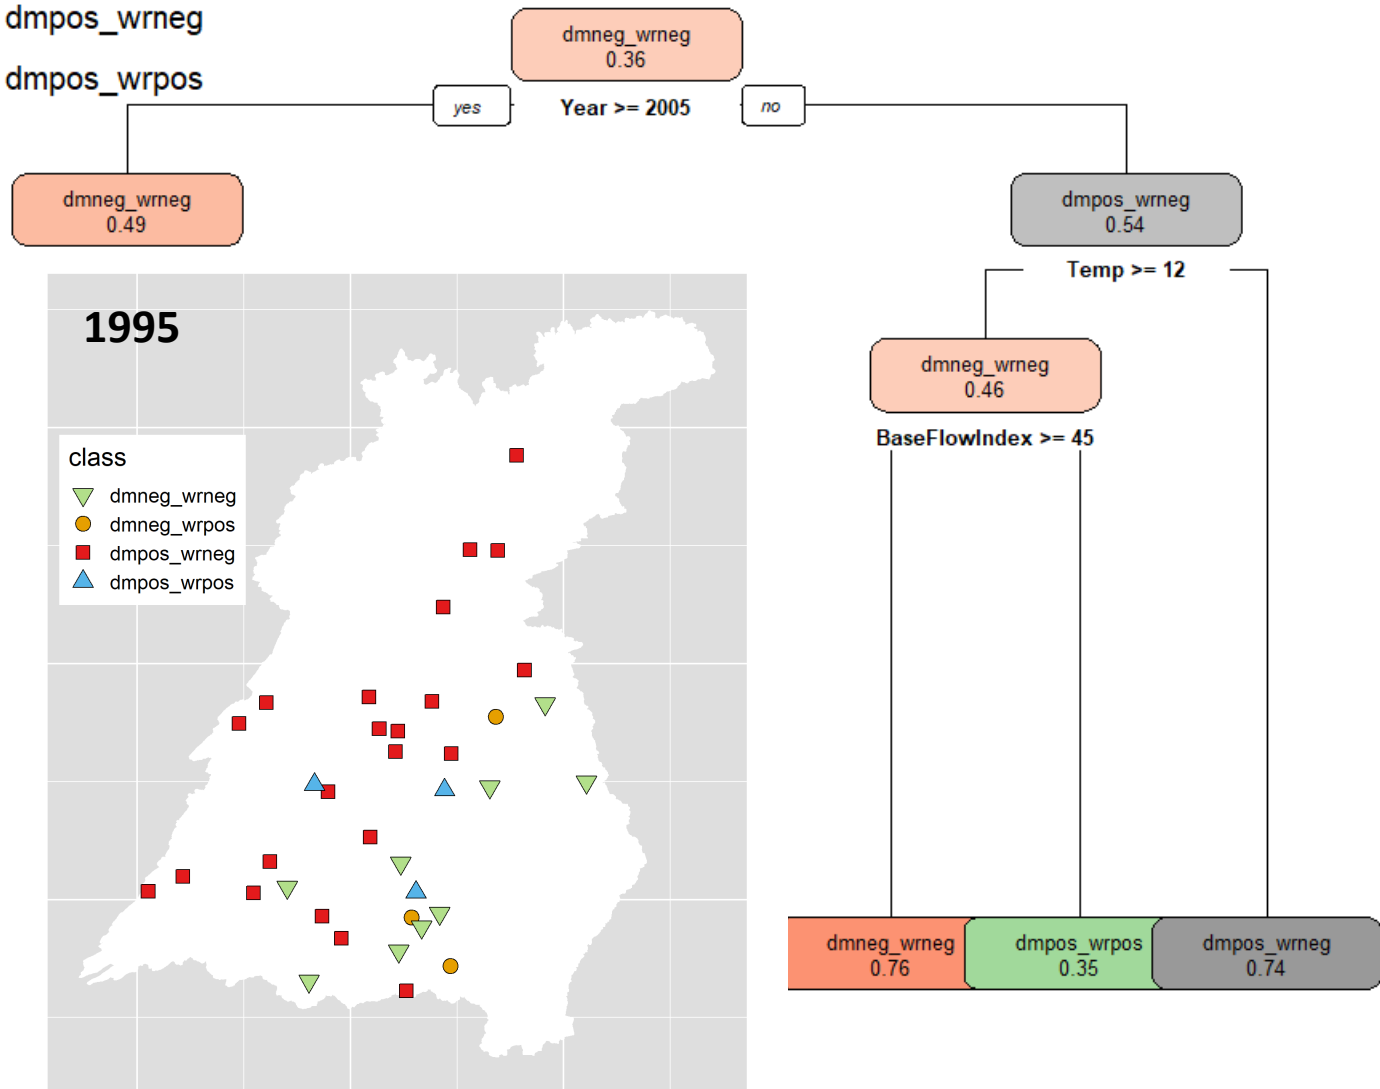 dmpos_wrneg
dmpos_wrpos
dmneg_wrneg
0.36
yes
Year >= 2005
no
dmneg_wrneg
0.49
dmpos_wrneg
0.54
Temp >= 12
dmneg_wrneg
0.46
BaseFlowIndex >= 45
1995
class
dmneg_wrneg
dmneg_wrpos
dmpos_wrneg
dmpos_wrpos
dmneg_wrneg
0.76
dmpos_wrpos
0.35
dmpos_wrneg
0.74